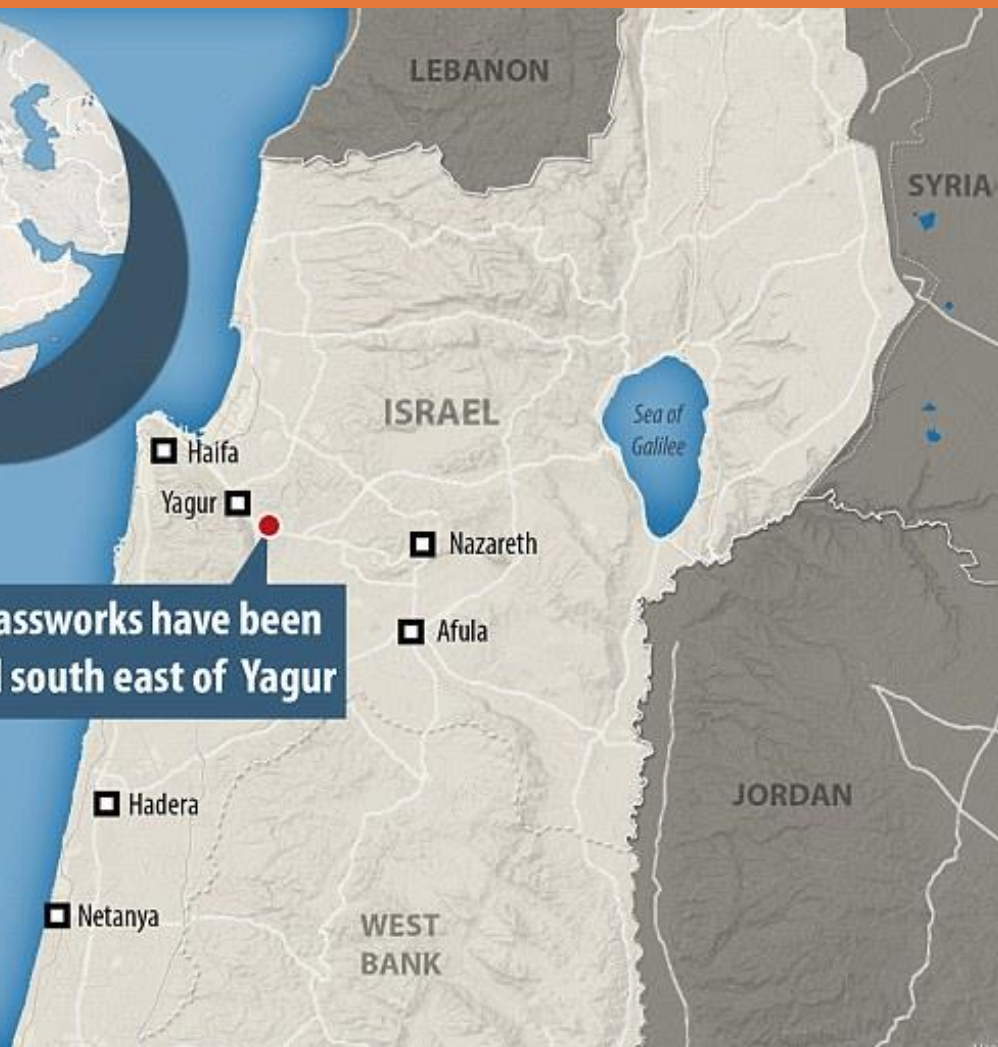 LEBANON
SYRIA
ISRAEL
Sea of
Galilee
Haifa
Yagur
Nazareth
Afula
have been
south east of Yagur
Hadera
JORDAN
Netanya
WEST
BANK